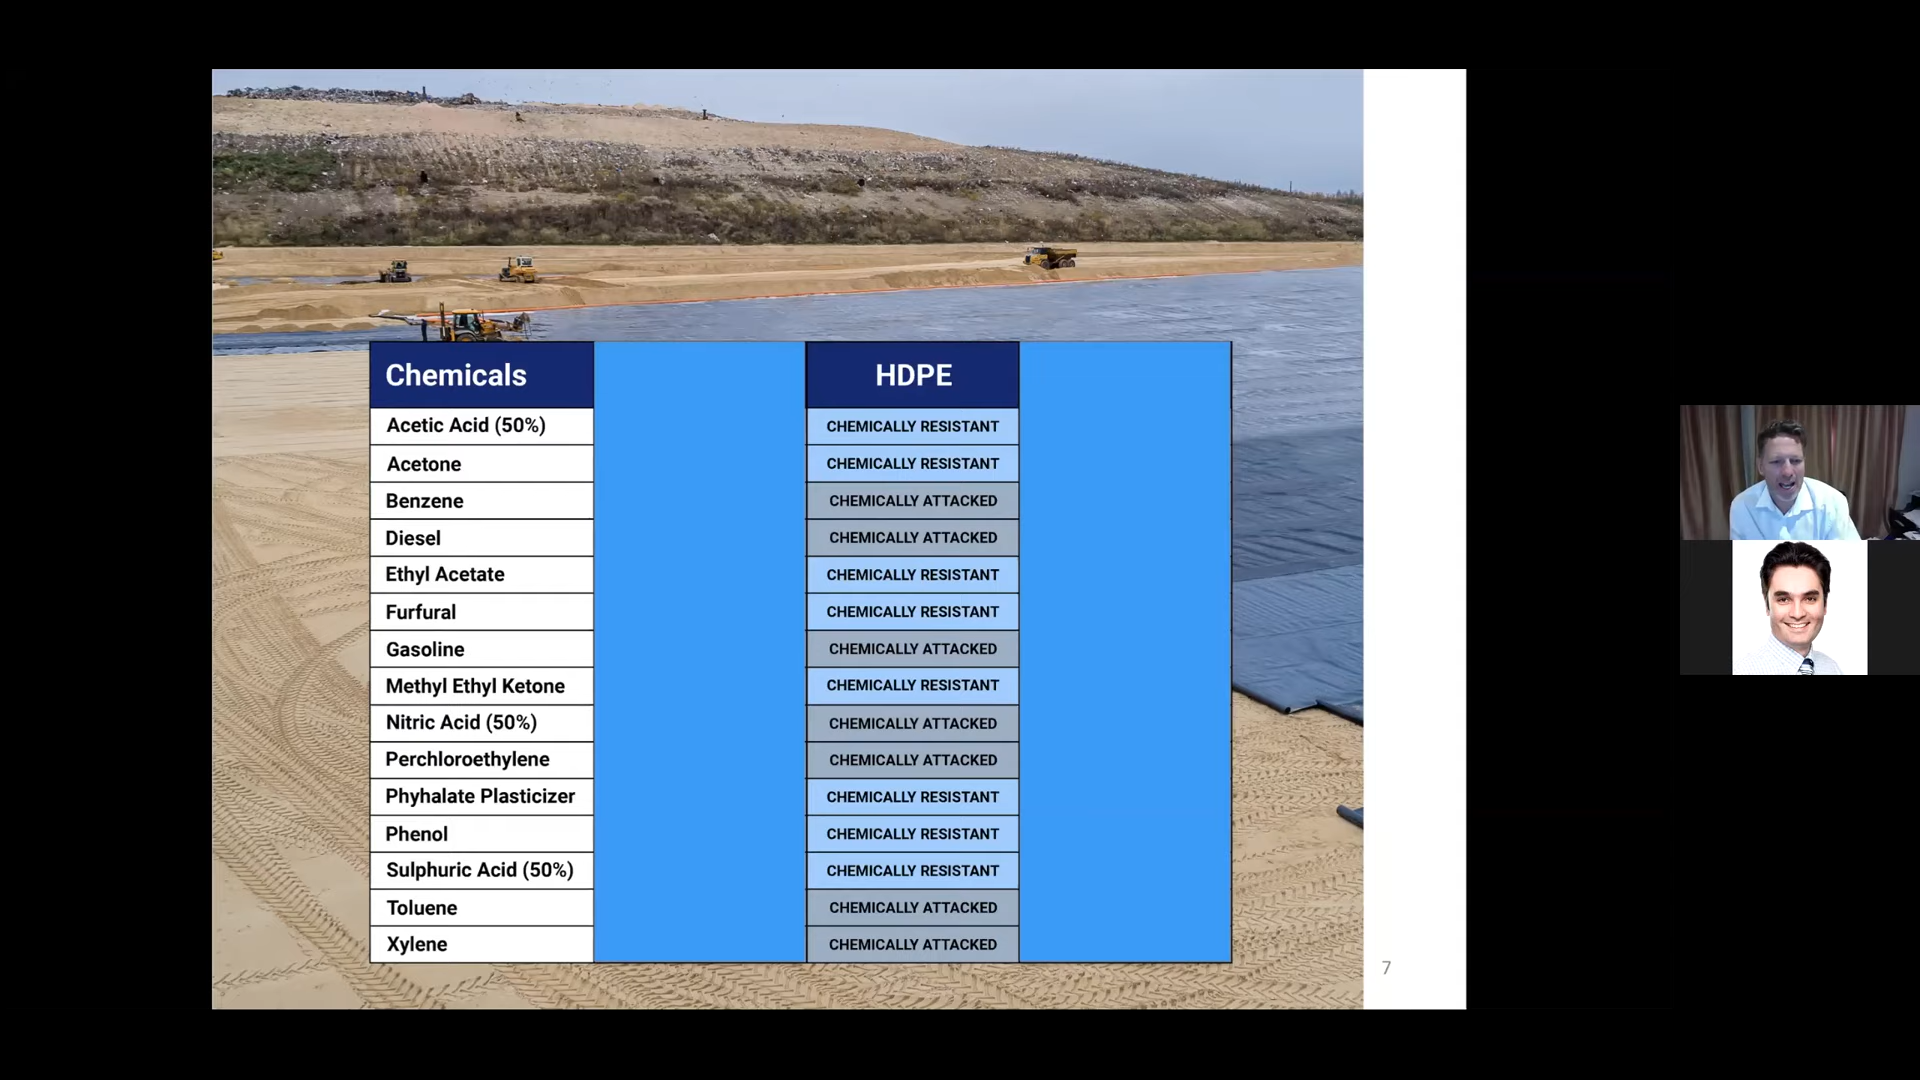 Chemicals HDPE
Acetic Acid (50%) CHEMICALLY RESISTANT
Acetone CHEMICALLY RESISTANT
Benzene CHEMICALLY ATTACKED
Diesel CHEMICALLY ATTACKED
Ethyl Acetate CHEMICALLY RESISTANT
Furfural CHEMICALLY RESISTANT
Gasoline CHEMICALLY ATTACKED
Methyl Ethyl Ketone CHEMICALLY RESISTANT
Nitric Acid (50%) CHEMICALLY ATTACKED
Perchloroethylene CHEMICALLY ATTACKED
Phyhalate Plasticizer CHEMICALLY RESISTANT
Phenol CHEMICALLY RESISTANT
Sulphuric Acid (50%) CHEMICALLY RESISTANT
Toluene CHEMICALLY ATTACKED
Xylene CHEMICALLY ATTACKED
7